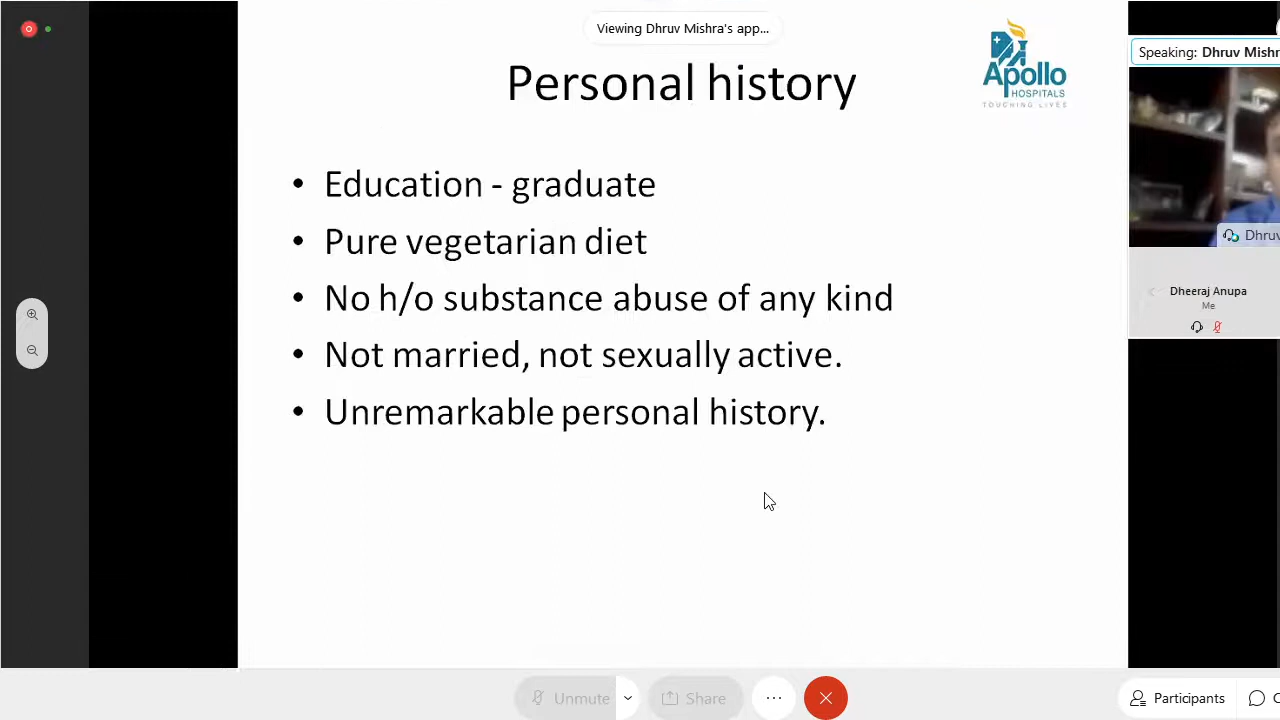 Viewing Dhruv Mishra's app...
Personal history
Apollo
HOSPITALS
TOUCHING LIVES
Speaking: Dhruv Mishr
• Education - graduate
• Pure vegetarian diet
• No h/o substance abuse of any kind
• Not married, not sexually active.
• Unremarkable personal history.
Dhruv
Dheeraj Anupa
Me
Unmute
Share
Participants